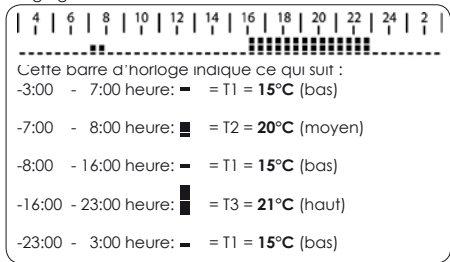 4 6 8 10 12 14 16 18 20 22 24 2
Cette barre d'horloge indique ce qui suit :
-3:00 - 7:00 heure: = T1 = 15°C (bas)
-7:00 - 8:00 heure: = T2 = 20°C (moyen)
-8:00 - 16:00 heure: = T1 = 15°C (bas)
-16:00 - 23:00 heure: = T3 = 21°C (haut)
-23:00 - 3:00 heure: = T1 = 15°C (bas)